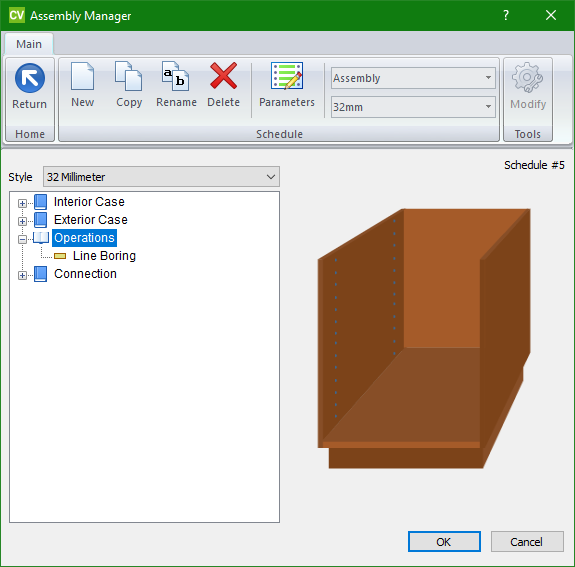 CV Assembly Manager ?
Main
Return
Home
New
a b
Copy
Rename
Delete
Parameters
Assembly
32mm
Schedule
Modify
Tools
Schedule #5
Style 32 Millimeter
Interior Case
Exterior Case
Operations
Line Boring
Connection
OK Cancel